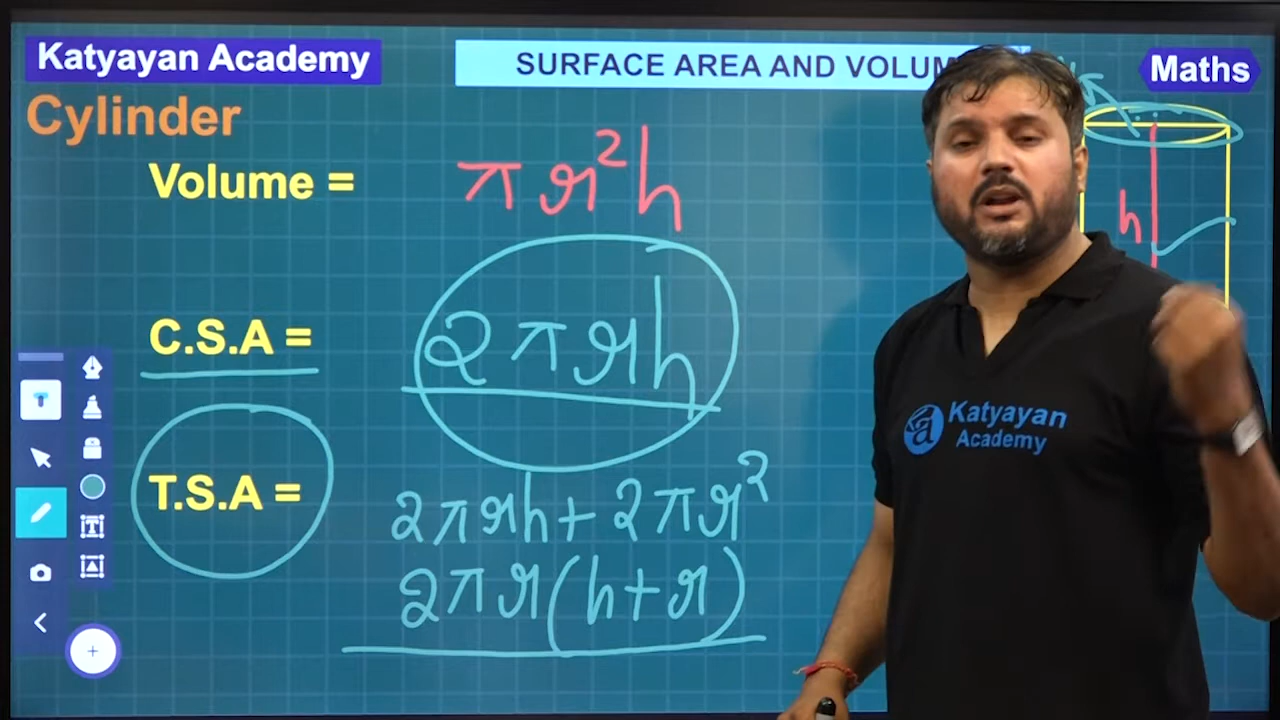 Katyayan Academy
SURFACE AREA AND VOLUM
Maths
Cylinder
Volume = πr²h
h
C.S.A = 2πrh
T.S.A = 2πrh + 2πr²
2πr(h+r)
Katyayan
Academy